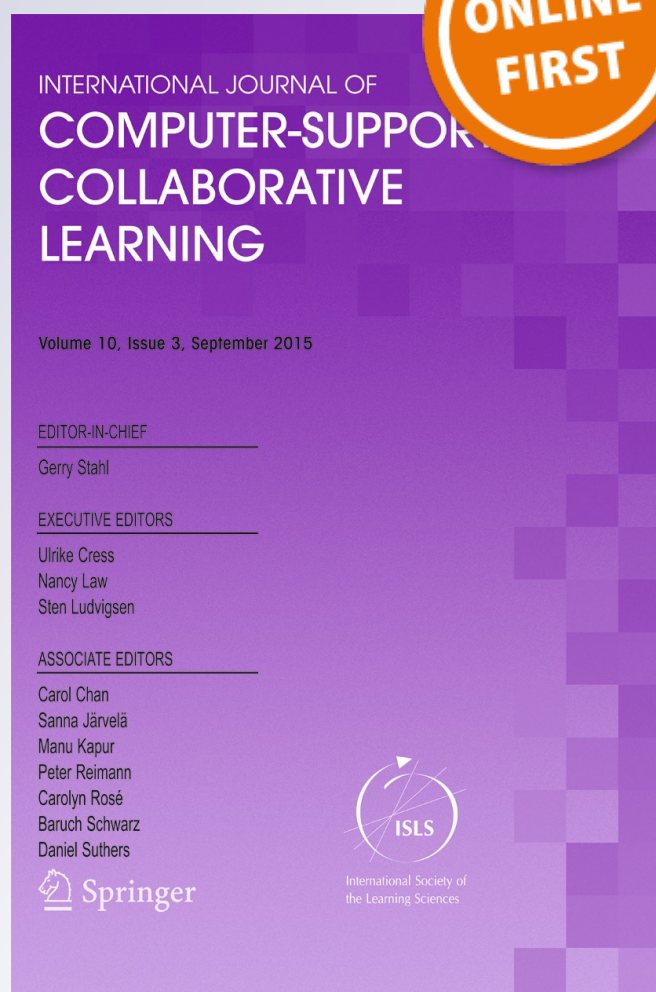 ONLINE
FIRST
INTERNATIONAL JOURNAL OF
COMPUTER-SUPPOR
COLLABORATIVE
LEARNING
Volume 10, Issue 3, September 2015
EDITOR-IN-CHIEF
Gerry Stahl
EXECUTIVE EDITORS
Ulrike Cress
Nancy Law
Sten Ludvigsen
ASSOCIATE EDITORS
Carol Chan
Sanna Järvelä
Manu Kapur
Peter Reimann
Carolyn Rosé
Baruch Schwarz
Daniel Suthers
Springer
ISLS
International Society of
the Learning Sciences